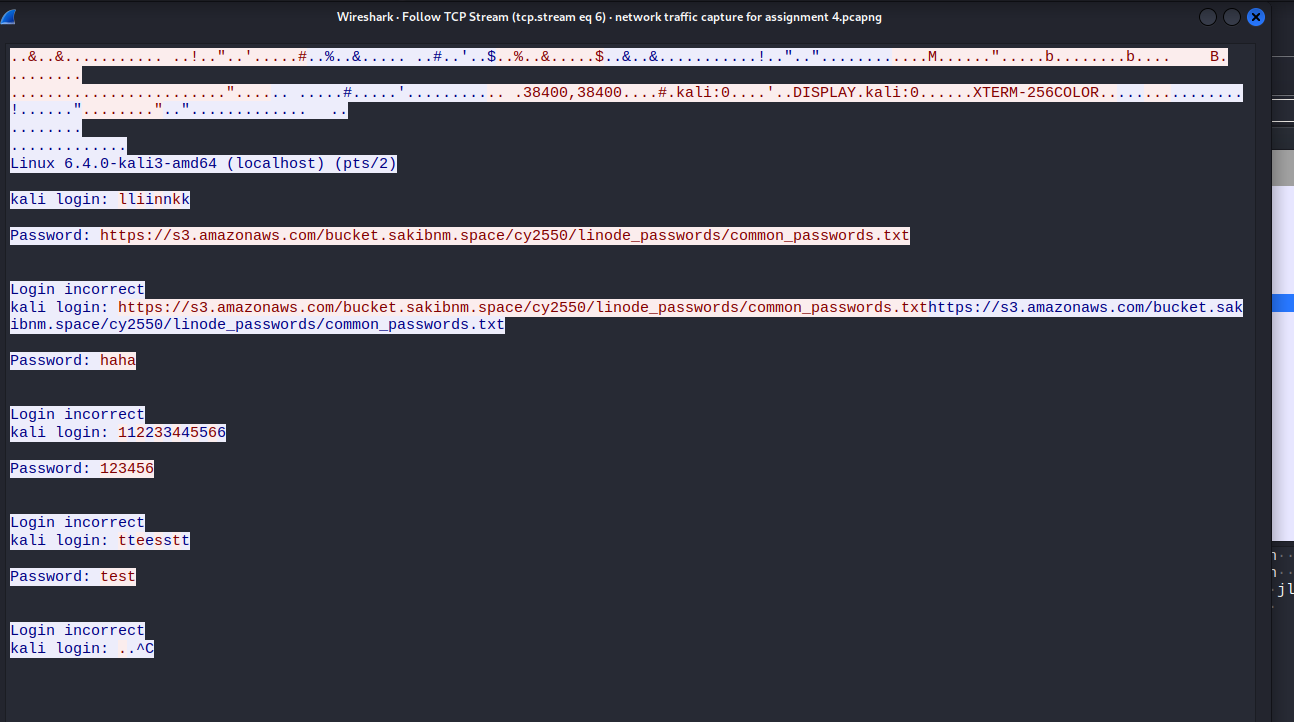 Wireshark · Follow TCP Stream (tcp.stream eq 6) · network traffic capture for assignment 4.pcapng
..&..&........... ..!.."..'.....#..%..&..... ..#..'..$..%..&.....$..&..&...........!..".."............M......".....b........b.... B.
........
........................".....,. .....#.....'........... .38400,38400....#.kali:0....'..DISPLAY.kali:0......XTERM-256COLOR................
!......"........".."............. ..
........
.............
Linux 6.4.0-kali3-amd64 (localhost) (pts/2)
kali login: lliinnkk
Password: https://s3.amazonaws.com/bucket.sakibnm.space/cy2550/linode_passwords/common_passwords.txt
Login incorrect
kali login: https://s3.amazonaws.com/bucket.sakibnm.space/cy2550/linode_passwords/common_passwords.txthttps://s3.amazonaws.com/bucket.sak
ibnm.space/cy2550/linode_passwords/common_passwords.txt
Password: haha
Login incorrect
kali login: 112233445566
Password: 123456
Login incorrect
kali login: tteesstt
Password: test
Login incorrect
kali login: ..^C